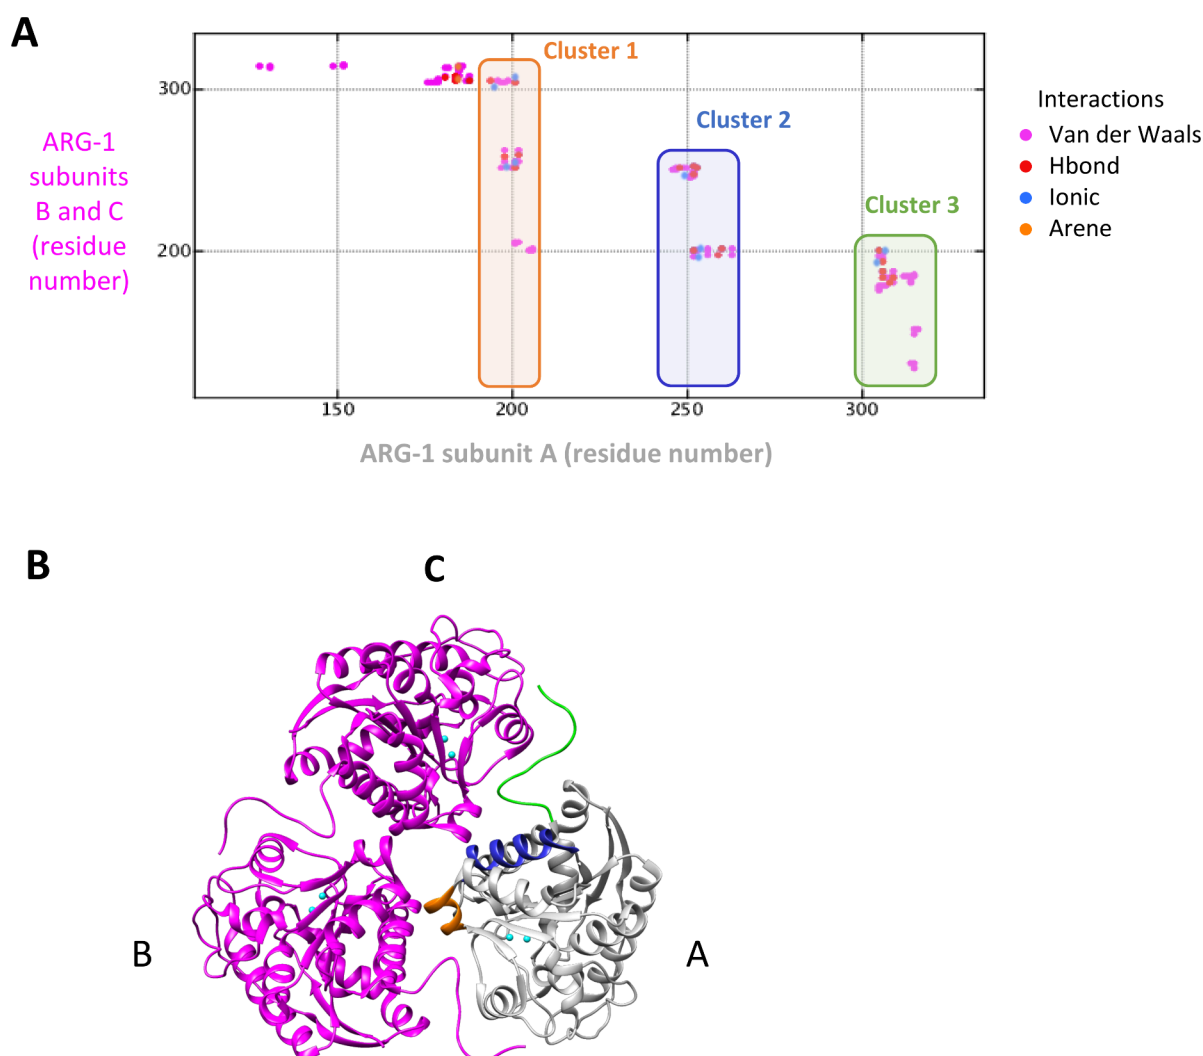 A
Cluster 1
300
Cluster 2
Interactions
ARG-1
subunits
B and C
(residue
number)
Van der Waals
Hbond
Ionic
Arene
Cluster 3
200
150
200
250
300
ARG-1 subunit A (residue number)
B
C
B
A